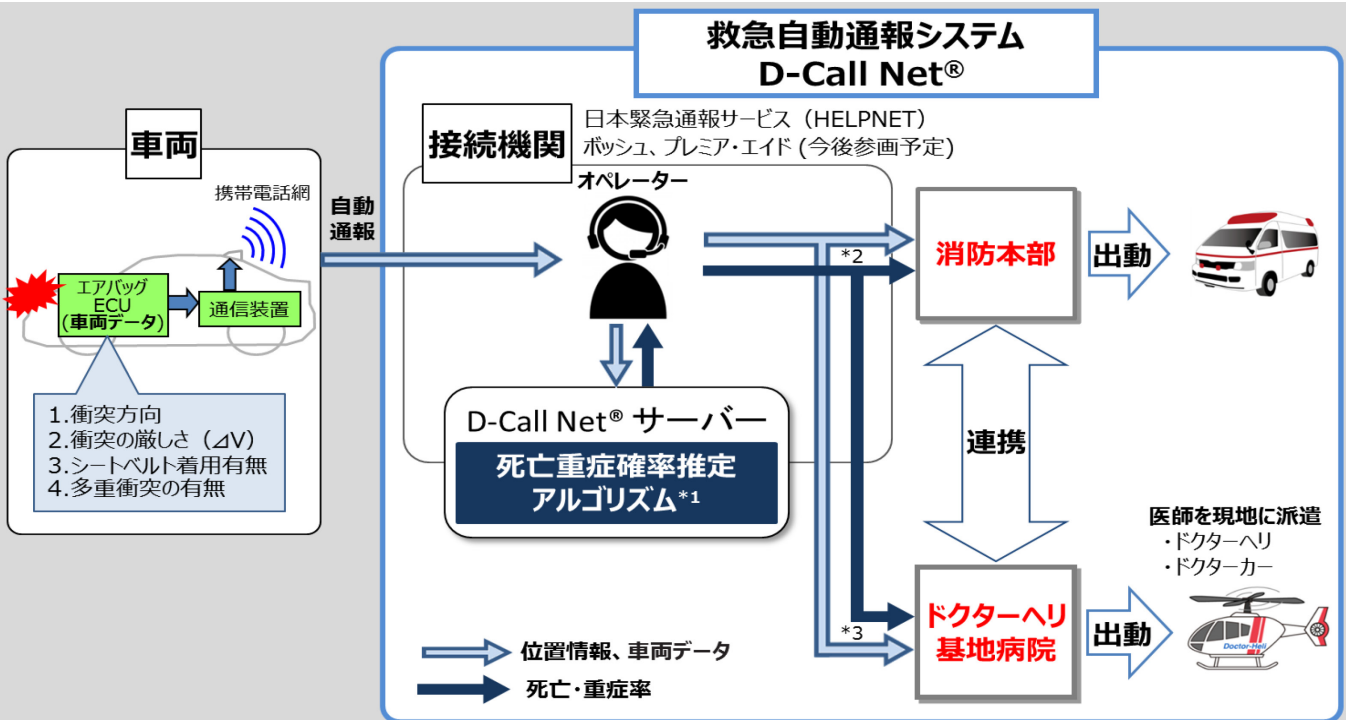 救急自動通報システム
D-Call Net®
車両
携帯電話網
エアバッグ
ECU
(車両データ)
通信装置
1.衝突方向
2.衝突の厳しさ（⊿V）
3.シートベルト着用有無
4.多重衝突の有無
自動
通報
接続機関
日本緊急通報サービス（HELPNET）
ボッシュ、プレミア・エイド (今後参画予定)
オペレーター
D-Call Net® サーバー
死亡重症確率推定
アルゴリズム*1
*2
消防本部
出動
連携
医師を現地に派遣
・ドクターヘリ
・ドクターカー
*3
ドクターヘリ
基地病院
出動
Doctor-Heli
位置情報、車両データ
死亡・重症率